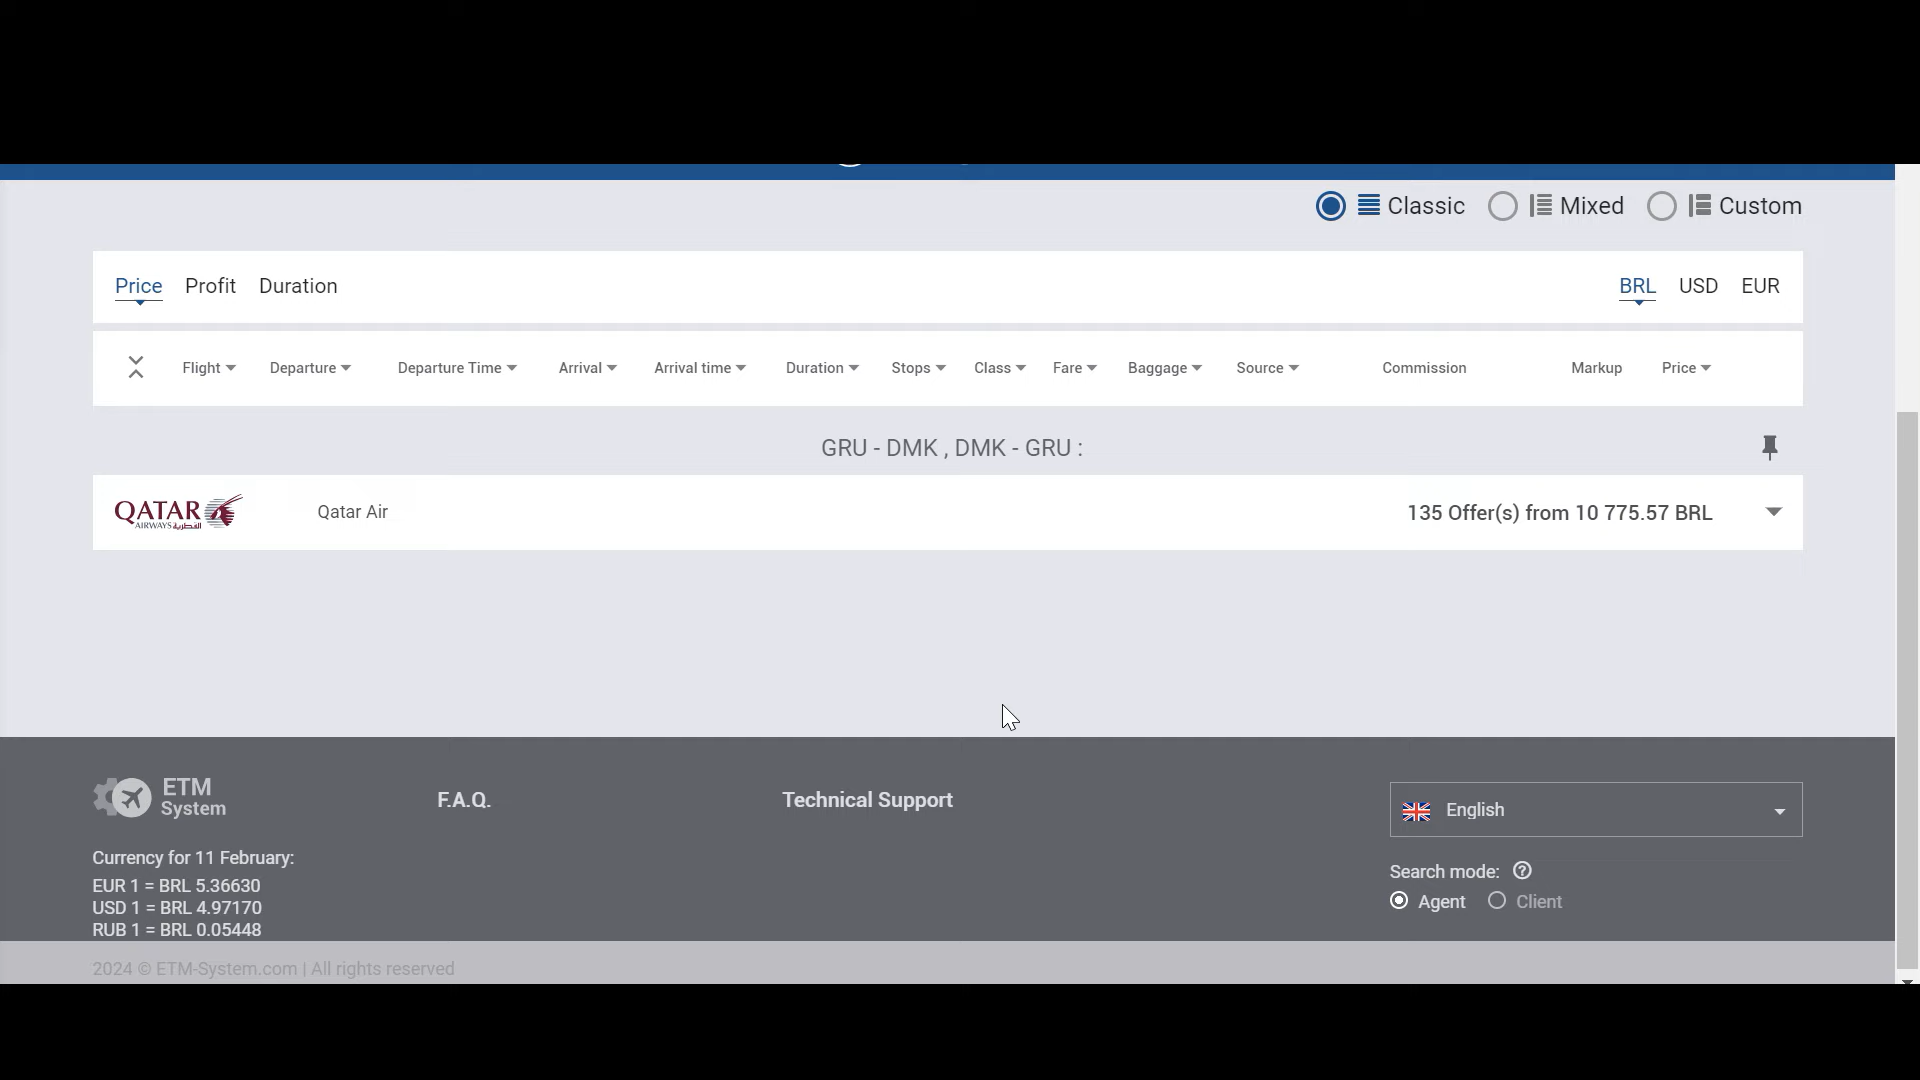 Classic Mixed Custom
Price Profit Duration BRL USD EUR
Flight Departure Departure Time Arrival Arrival time Duration Stops Class Fare Baggage Source Commission Markup Price
GRU - DMK , DMK - GRU :
QATAR
AIRWAYS القطرية
Qatar Air 135 Offer(s) from 10 775.57 BRL
ETM
System
F.A.Q. Technical Support English
Currency for 11 February:
EUR 1 = BRL 5.36630
USD 1 = BRL 4.97170
RUB 1 = BRL 0.05448
Search mode: ?
Agent Client
2024 © ETM-System.com | All rights reserved